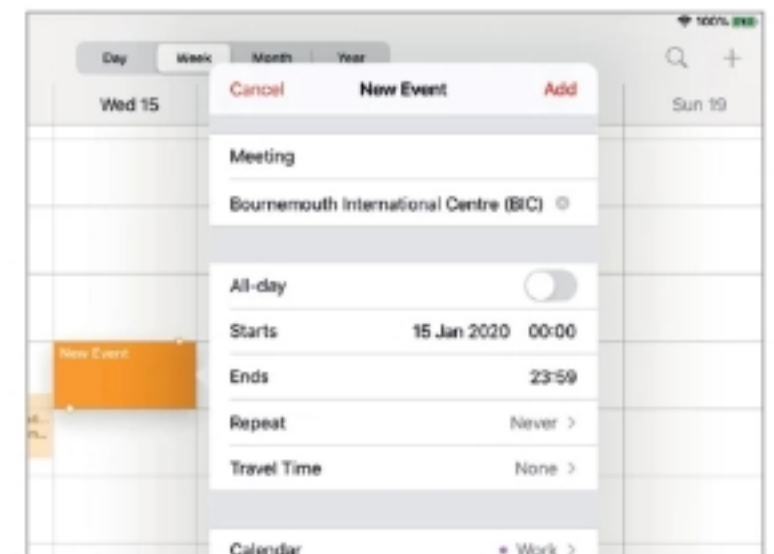 100%
Day Week Month Year
Wed 15
Sun 19
Cancel New Event Add
Meeting
Bournemouth International Centre (BIC)
All-day
Starts 15 Jan 2020 00:00
New Event
Ends 23:59
Repeat Never
Travel Time None
Calendar Work